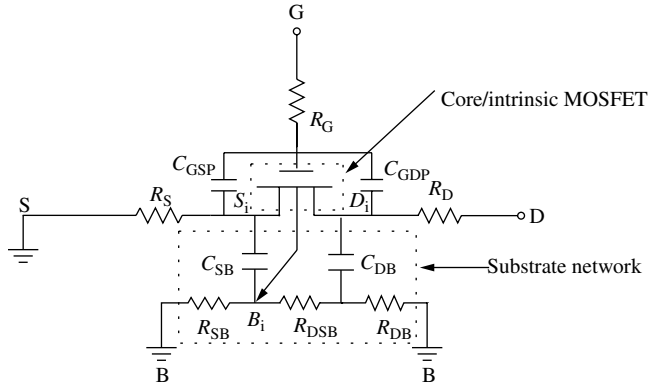 G
R_G
Core/intrinsic MOSFET
C_GSP
C_GDP
R_S
S_i
D_i
R_D
S
D
C_SB
C_DB
Substrate network
R_SB
B_i
R_DSB
R_DB
B
B